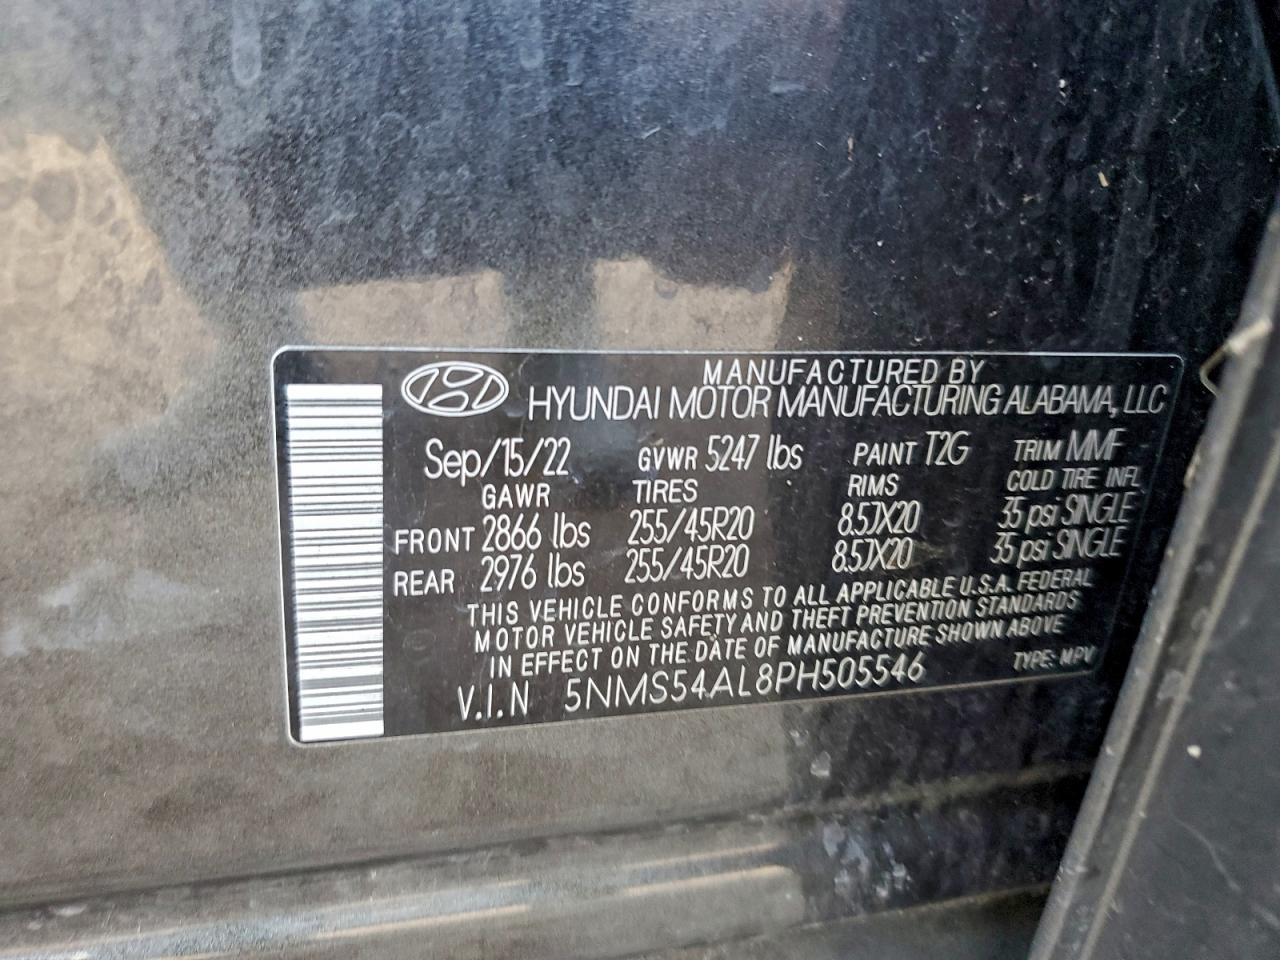 MANUFACTURED BY
HYUNDAI MOTOR MANUFACTURING ALABAMA, LLC
Sep/15/22 GVWR 5247 lbs PAINT T2G TRIM MMF
GAWR TIRES RIMS COLD TIRE INFL
FRONT 2866 lbs 255/45R20 8.5JX20 35 psi SINGLE
REAR 2976 lbs 255/45R20 8.5JX20 35 psi SINGLE
THIS VEHICLE CONFORMS TO ALL APPLICABLE U.S.A. FEDERAL
MOTOR VEHICLE SAFETY AND THEFT PREVENTION STANDARDS
IN EFFECT ON THE DATE OF MANUFACTURE SHOWN ABOVE
V.I.N 5NMS54AL8PH505546 TYPE: MPV